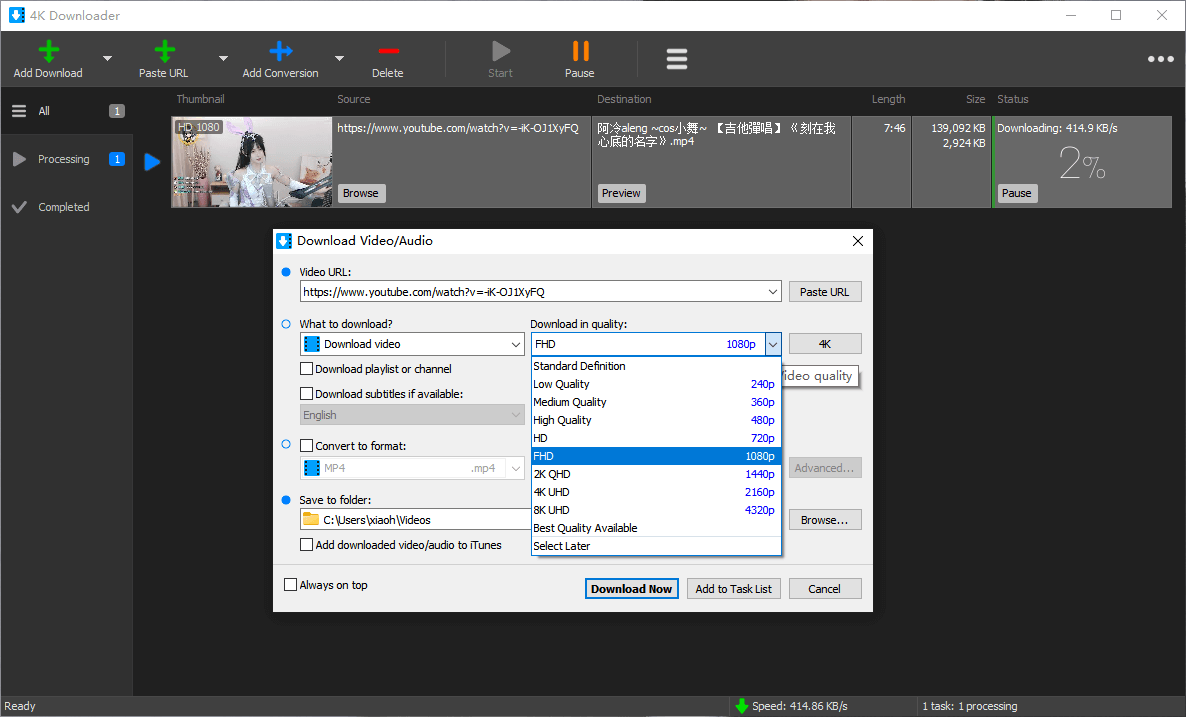 4K Downloader
Add Download
Paste URL
Add Conversion
Delete
Start
Pause
All 1
Processing 1
Completed
Thumbnail Source Destination Length Size Status
HD 1080
https://www.youtube.com/watch?v=-iK-OJ1XyFQ
Browse
阿冷aleng ~cos小舞~ 【吉他彈唱】《刻在我
心底的名字》.mp4
Preview
7:46
139,092 KB
2,924 KB
Downloading: 414.9 KB/s
2%
Pause
Download Video/Audio
Video URL:
https://www.youtube.com/watch?v=-iK-OJ1XyFQ
Paste URL
What to download?
Download video
Download in quality:
FHD 1080p
4K
Download playlist or channel
Download subtitles if available:
English
Convert to format:
MP4 .mp4
Save to folder:
C:\Users\xiaoh\Videos
Add downloaded video/audio to iTunes
Standard Definition
Low Quality 240p
Medium Quality 360p
High Quality 480p
HD 720p
FHD 1080p
2K QHD 1440p
4K UHD 2160p
8K UHD 4320p
Best Quality Available
Select Later
quality
Advanced...
Browse...
Always on top
Download Now
Add to Task List
Cancel
Ready
Speed: 414.86 KB/s
1 task: 1 processing